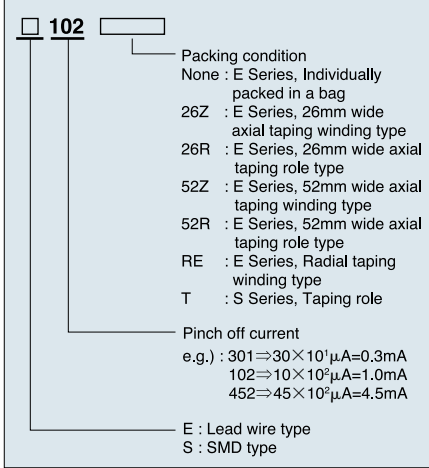 □ 102
Packing condition
None : E Series, Individually
packed in a bag
26Z : E Series, 26mm wide
axial taping winding type
26R : E Series, 26mm wide axial
taping role type
52Z : E Series, 52mm wide axial
taping winding type
52R : E Series, 52mm wide axial
taping role type
RE : E Series, Radial taping
winding type
T : S Series, Taping role
Pinch off current
e.g.) : 301⇒30×10¹μA=0.3mA
102⇒10×10²μA=1.0mA
452⇒45×10²μA=4.5mA
E : Lead wire type
S : SMD type